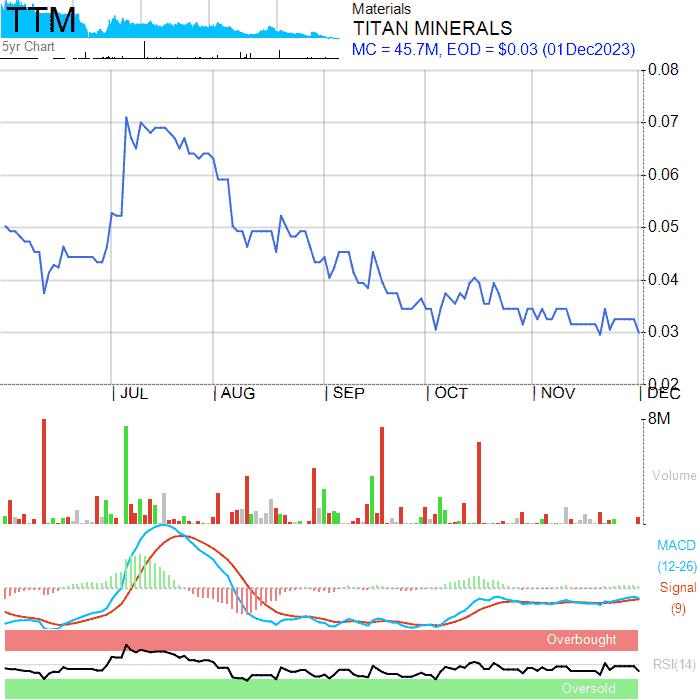 TTM
5yr Chart
Materials
TITAN MINERALS
MC = 45.7M, EOD = $0.03 (01Dec2023)
0.08
0.07
0.06
0.05
0.04
0.03
0.02
JUL AUG SEP OCT NOV DEC
8M
Volume
MACD
(12-26)
Signal
(9)
Overbought
RSI(14)
Oversold